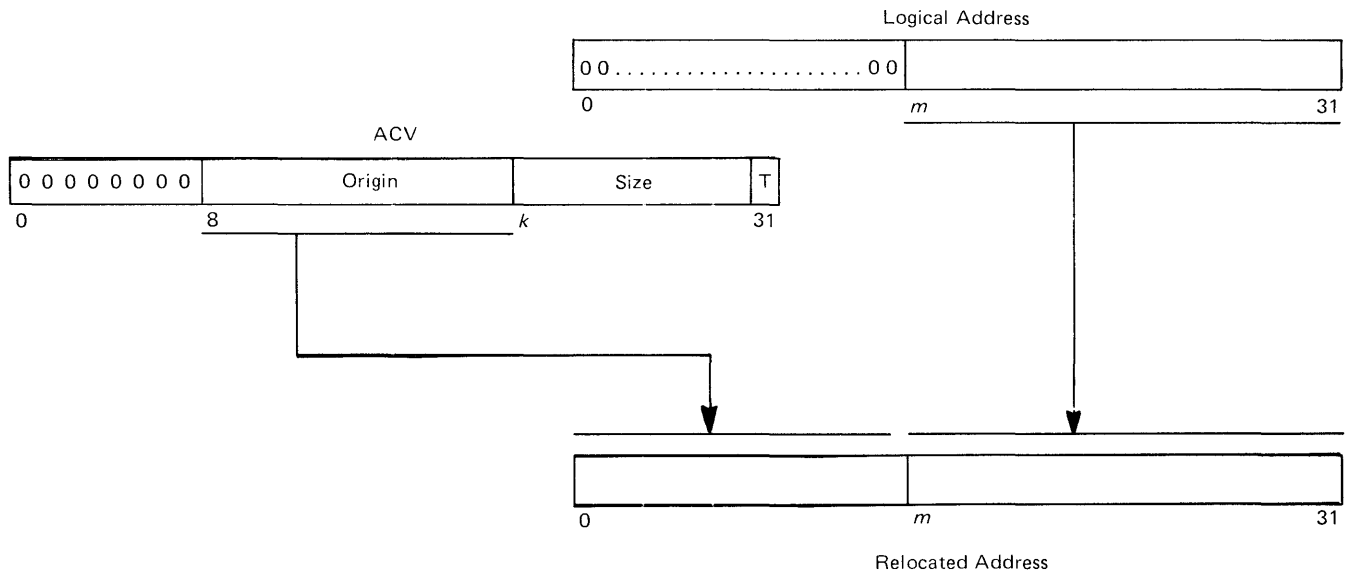 Logical Address
0 0 . . . . . . . . . . . . . . . . . . . . . 0 0
0 m 31
ACV
0 0 0 0 0 0 0 0 Origin Size T
0 8 k 31
0 m 31
Relocated Address